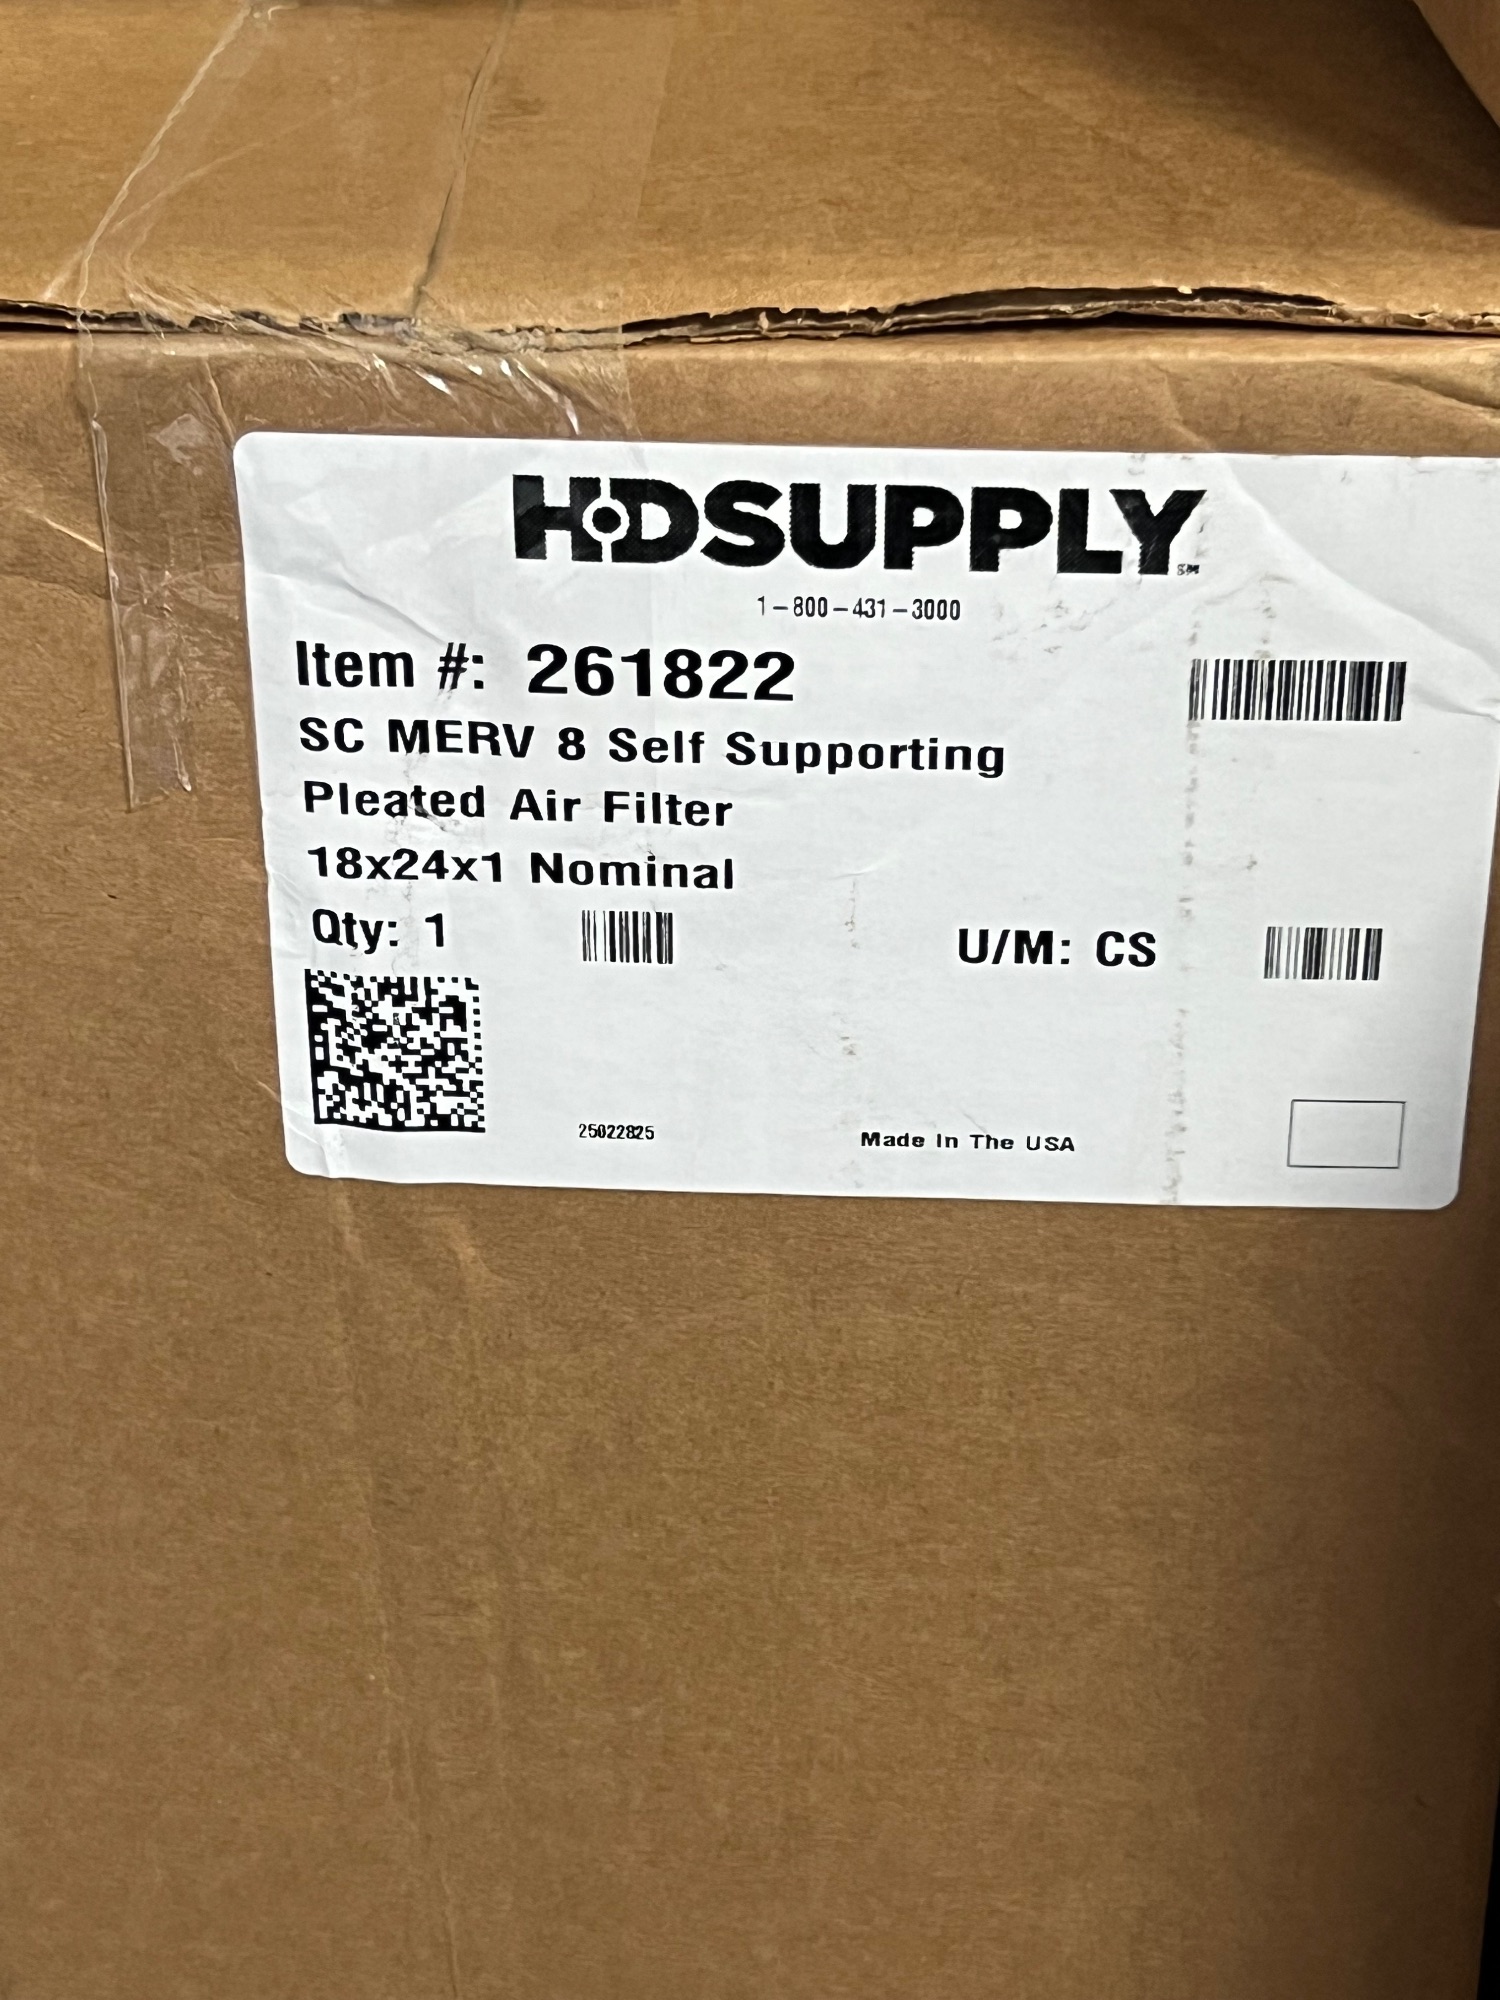 HDSUPPLY SM
1-800-431-3000
Item #: 261822
SC MERV 8 Self Supporting
Pleated Air Filter
18x24x1 Nominal
Qty: 1 U/M: CS
25022825 Made In The USA